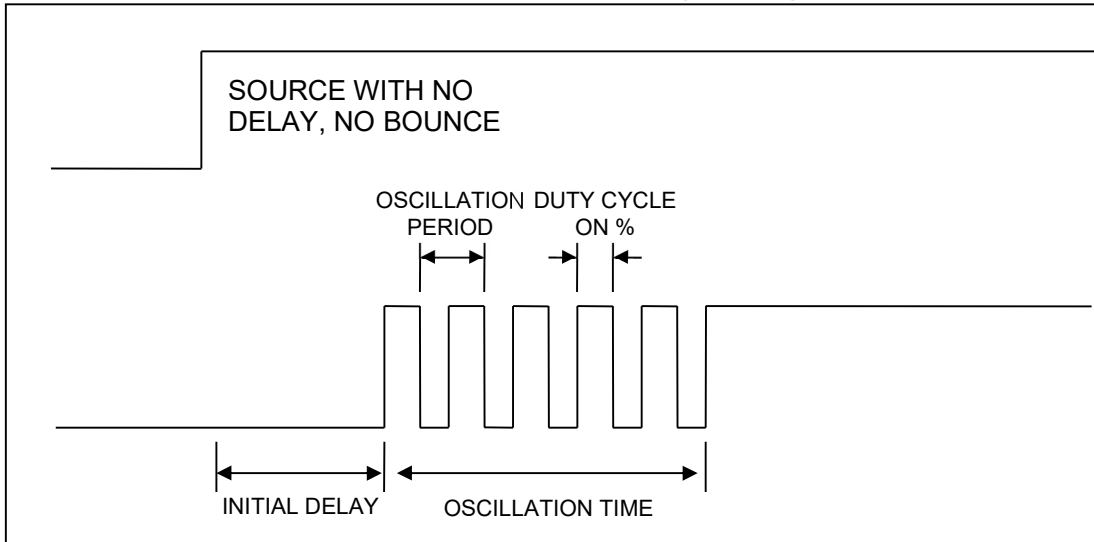 SOURCE WITH NO
DELAY, NO BOUNCE
OSCILLATION
PERIOD
DUTY CYCLE
ON %
INITIAL DELAY
OSCILLATION TIME